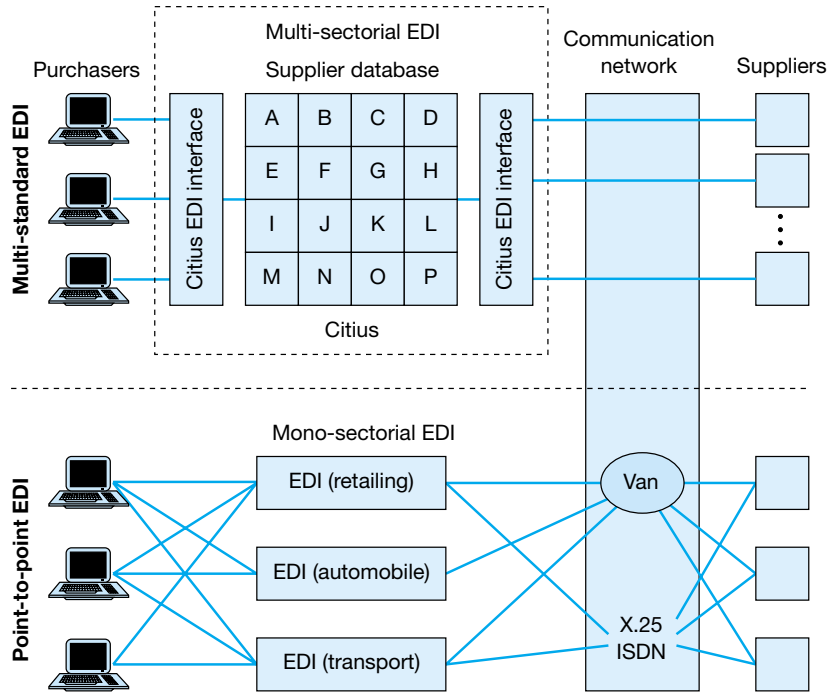 Multi-sectorial EDI
Communication
network
Purchasers
Supplier database
Suppliers
Multi-standard EDI
Citius EDI interface
A B C D
E F G H
I J K L
M N O P
Citius EDI interface
Citius
Mono-sectorial EDI
Point-to-point EDI
EDI (retailing)
Van
EDI (automobile)
EDI (transport)
X.25
ISDN